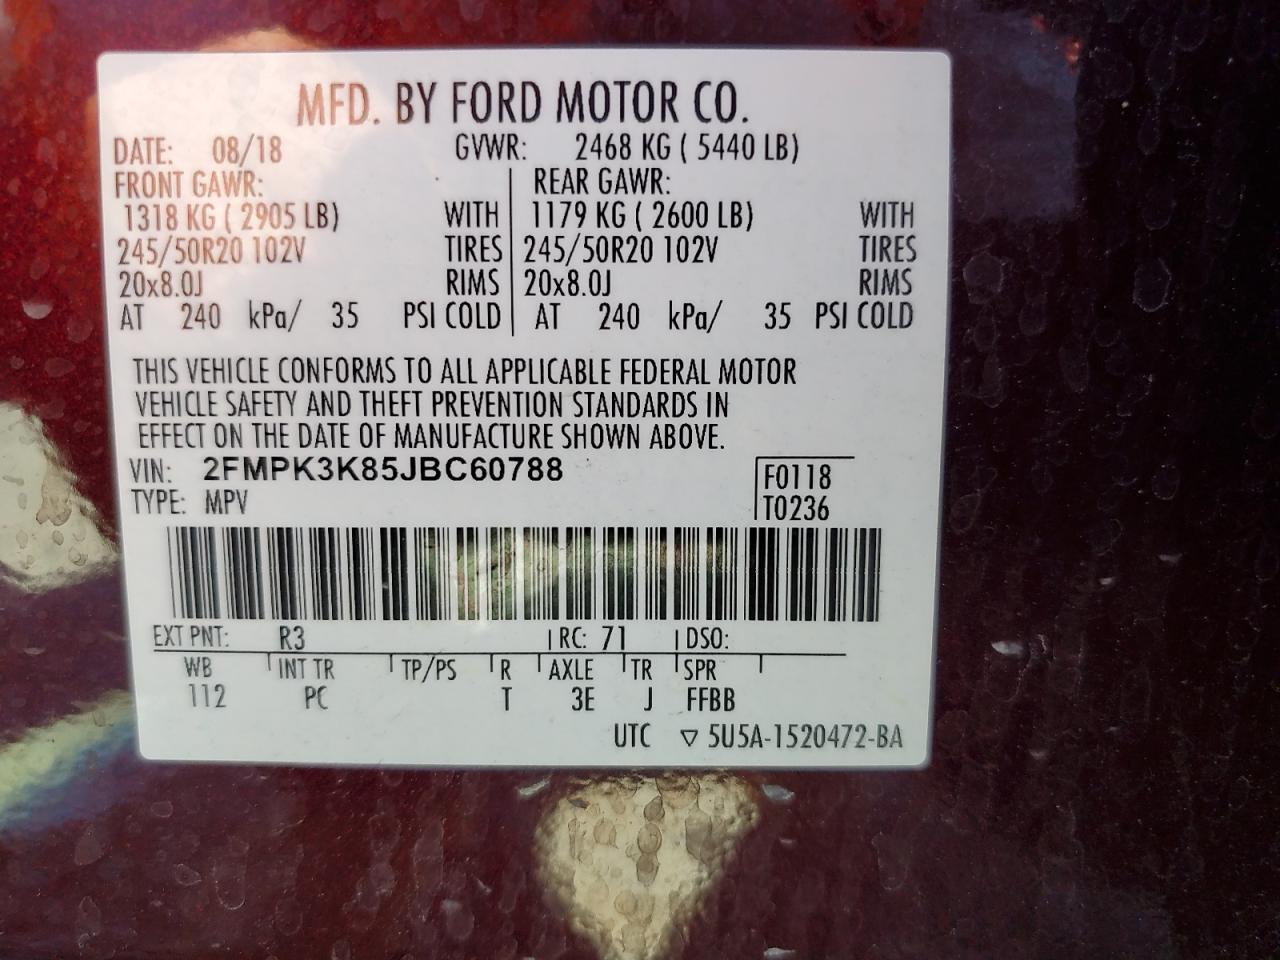 MFD. BY FORD MOTOR CO.
DATE: 08/18 GVWR: 2468 KG ( 5440 LB)
FRONT GAWR: REAR GAWR:
1318 KG ( 2905 LB) WITH 1179 KG ( 2600 LB) WITH
245/50R20 102V TIRES 245/50R20 102V TIRES
20x8.0J RIMS 20x8.0J RIMS
AT 240 kPa/ 35 PSI COLD AT 240 kPa/ 35 PSI COLD
THIS VEHICLE CONFORMS TO ALL APPLICABLE FEDERAL MOTOR
VEHICLE SAFETY AND THEFT PREVENTION STANDARDS IN
EFFECT ON THE DATE OF MANUFACTURE SHOWN ABOVE.
VIN: 2FMPK3K85JBC60788 F0118
TYPE: MPV T0236
EXT PNT: R3 RC: 71 DSO:
WB INT TR TP/PS R AXLE TR SPR
112 PC T 3E J FFBB
UTC ▽ 5U5A-1520472-BA